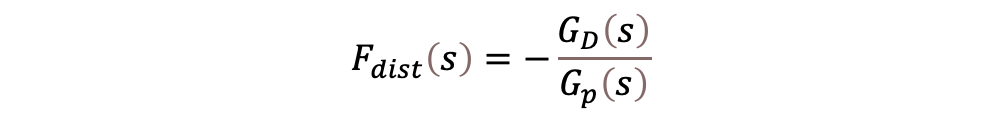 F_dist(s) = − G_D(s) / G_p(s)